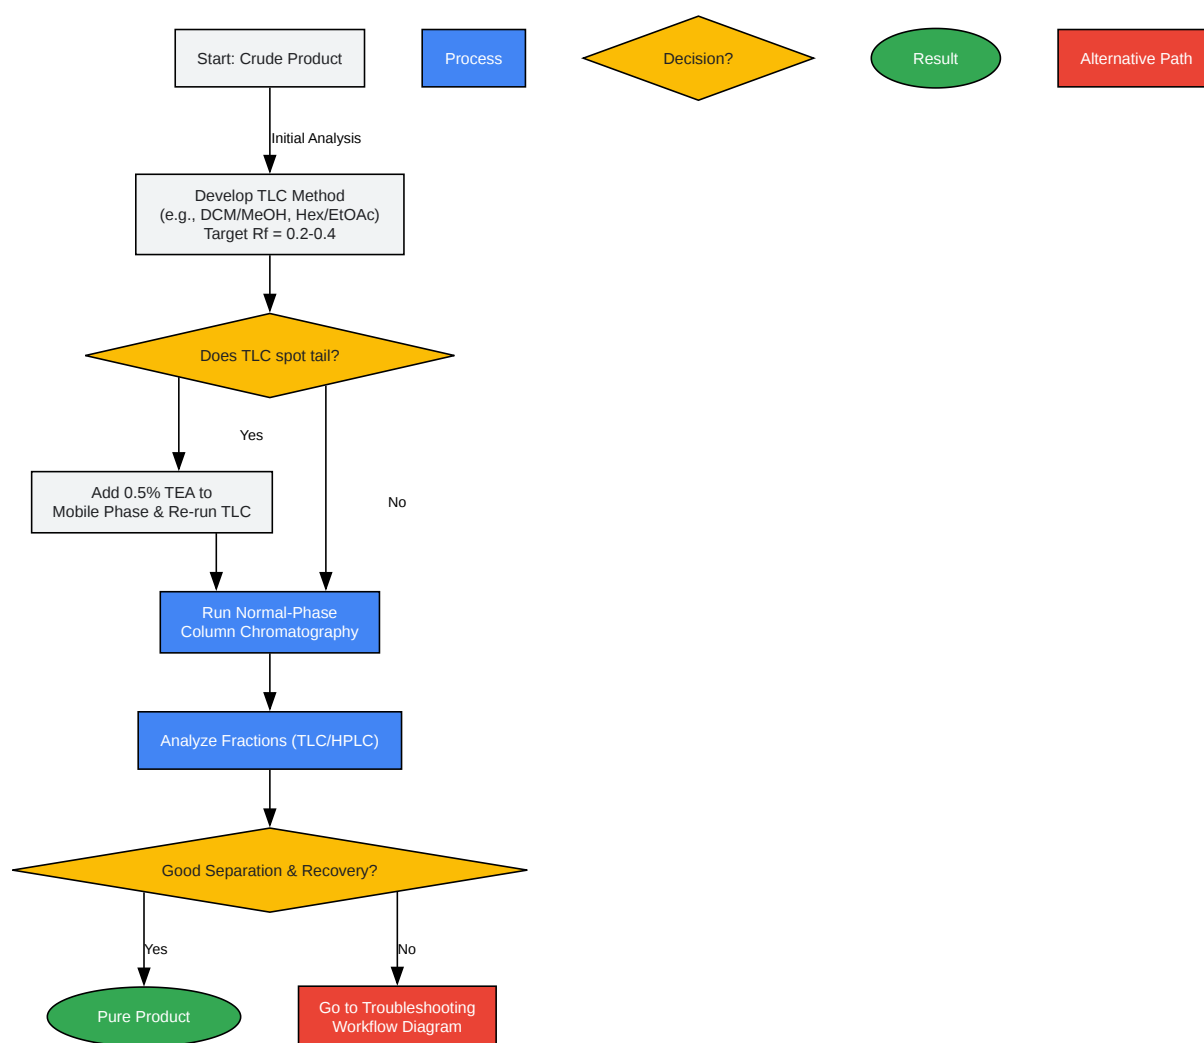 Start: Crude Product
Process
Decision?
Result
Alternative Path
Initial Analysis
Develop TLC Method
(e.g., DCM/MeOH, Hex/EtOAc)
Target Rf = 0.2-0.4
Does TLC spot tail?
Yes
No
Add 0.5% TEA to
Mobile Phase & Re-run TLC
Run Normal-Phase
Column Chromatography
Analyze Fractions (TLC/HPLC)
Good Separation & Recovery?
Yes
No
Pure Product
Go to Troubleshooting
Workflow Diagram